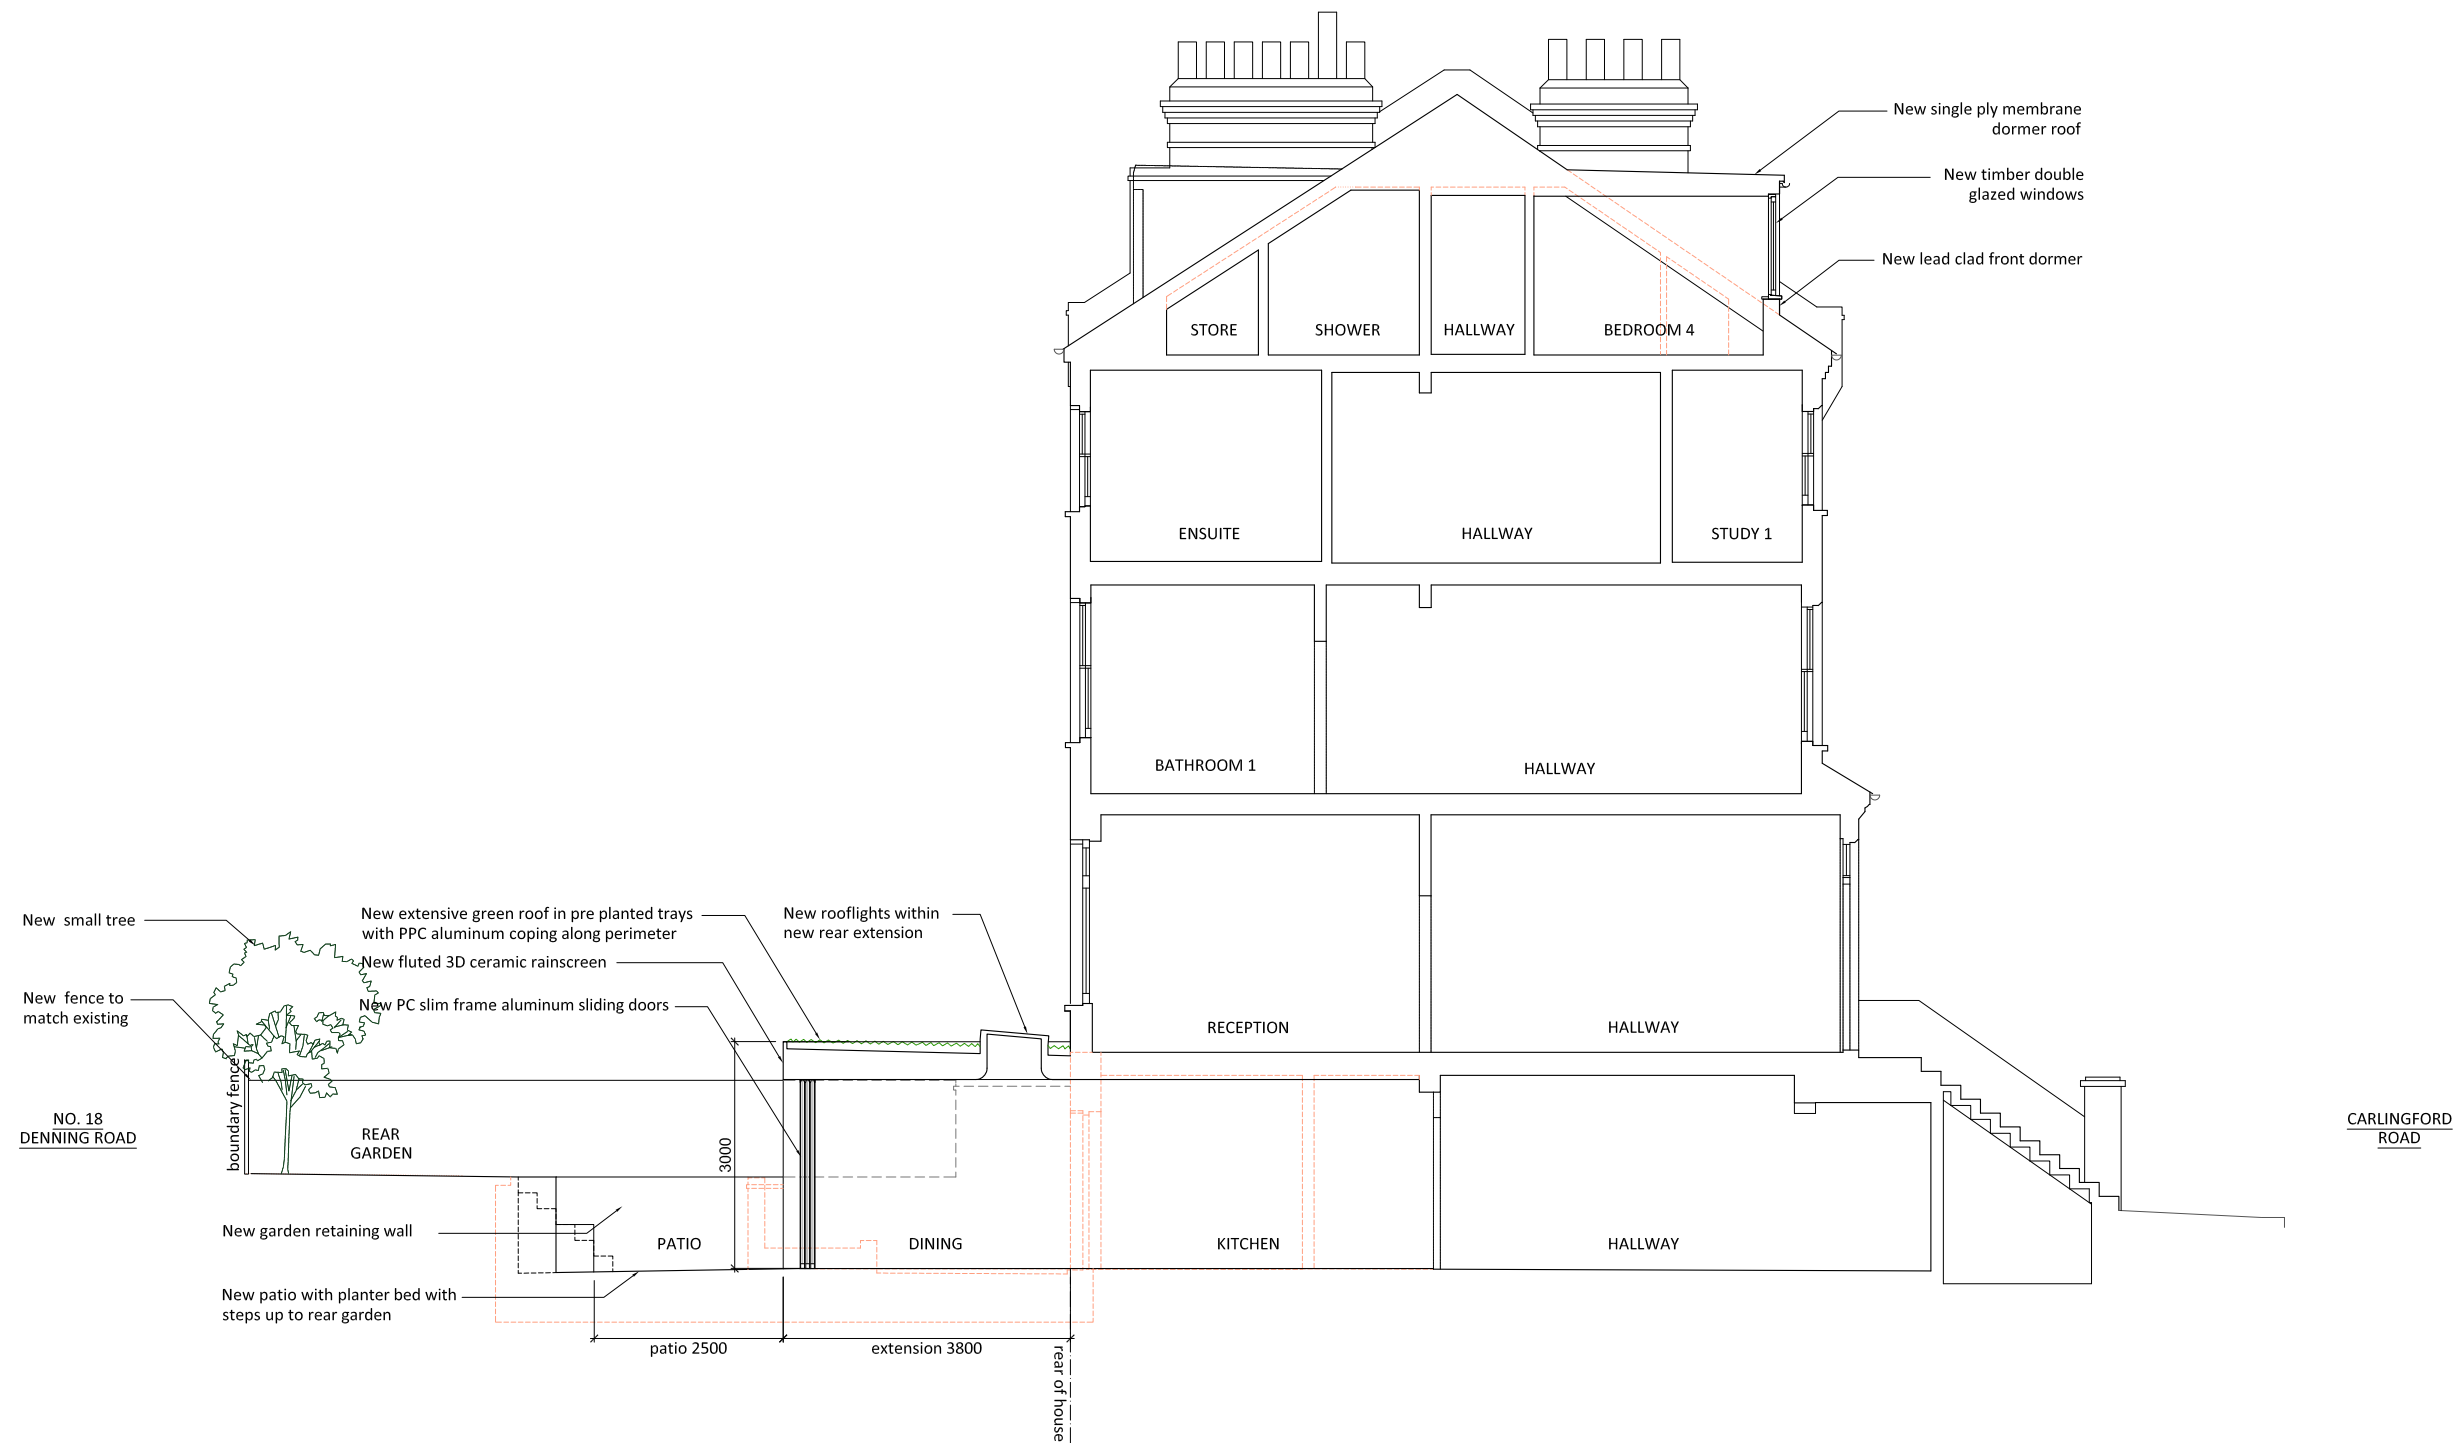 New single ply membrane
dormer roof
New timber double
glazed windows
New lead clad front dormer
STORE
SHOWER
HALLWAY
BEDROOM 4
ENSUITE
HALLWAY
STUDY 1
BATHROOM 1
HALLWAY
New small tree
New extensive green roof in pre planted trays
with PPC aluminum coping along perimeter
New rooflights within
new rear extension
New fluted 3D ceramic rainscreen
New fence to
match existing
New PC slim frame aluminum sliding doors
RECEPTION
HALLWAY
boundary fence
NO. 18
DENNING ROAD
REAR
GARDEN
3000
CARLINGFORD
ROAD
New garden retaining wall
PATIO
DINING
KITCHEN
HALLWAY
New patio with planter bed with
steps up to rear garden
patio 2500
extension 3800
rear of house